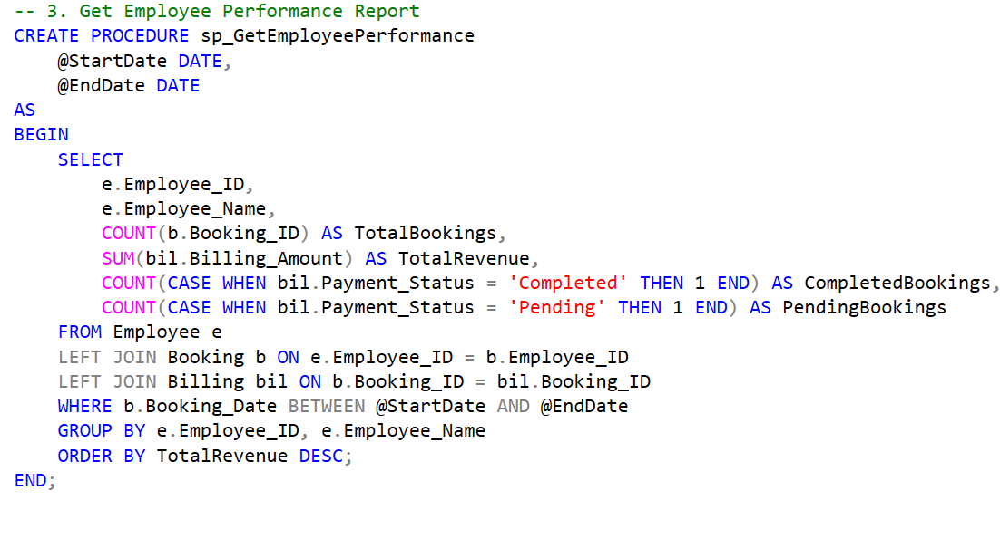 -- 3. Get Employee Performance Report
CREATE PROCEDURE sp_GetEmployeePerformance
    @StartDate DATE,
    @EndDate DATE
AS
BEGIN
    SELECT
        e.Employee_ID,
        e.Employee_Name,
        COUNT(b.Booking_ID) AS TotalBookings,
        SUM(bil.Billing_Amount) AS TotalRevenue,
        COUNT(CASE WHEN bil.Payment_Status = 'Completed' THEN 1 END) AS CompletedBookings,
        COUNT(CASE WHEN bil.Payment_Status = 'Pending' THEN 1 END) AS PendingBookings
    FROM Employee e
    LEFT JOIN Booking b ON e.Employee_ID = b.Employee_ID
    LEFT JOIN Billing bil ON b.Booking_ID = bil.Booking_ID
    WHERE b.Booking_Date BETWEEN @StartDate AND @EndDate
    GROUP BY e.Employee_ID, e.Employee_Name
    ORDER BY TotalRevenue DESC;
END;